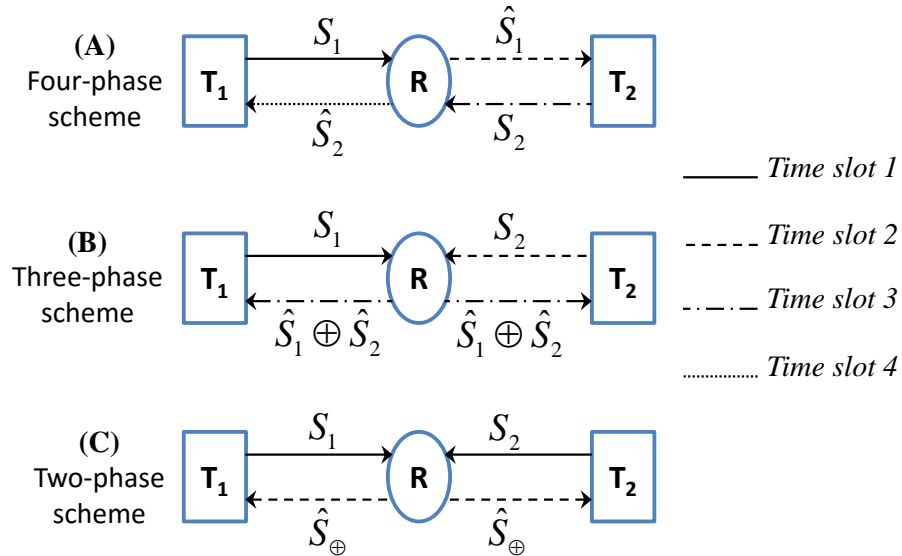 (A)
Four-phase
scheme
T₁
S₁
R
Ŝ₁
T₂
Ŝ₂
S₂
Time slot 1
(B)
Three-phase
scheme
T₁
S₁
R
S₂
T₂
Ŝ₁ ⊕ Ŝ₂
Ŝ₁ ⊕ Ŝ₂
Time slot 2
Time slot 3
Time slot 4
(C)
Two-phase
scheme
T₁
S₁
R
S₂
T₂
Ŝ⊕
Ŝ⊕